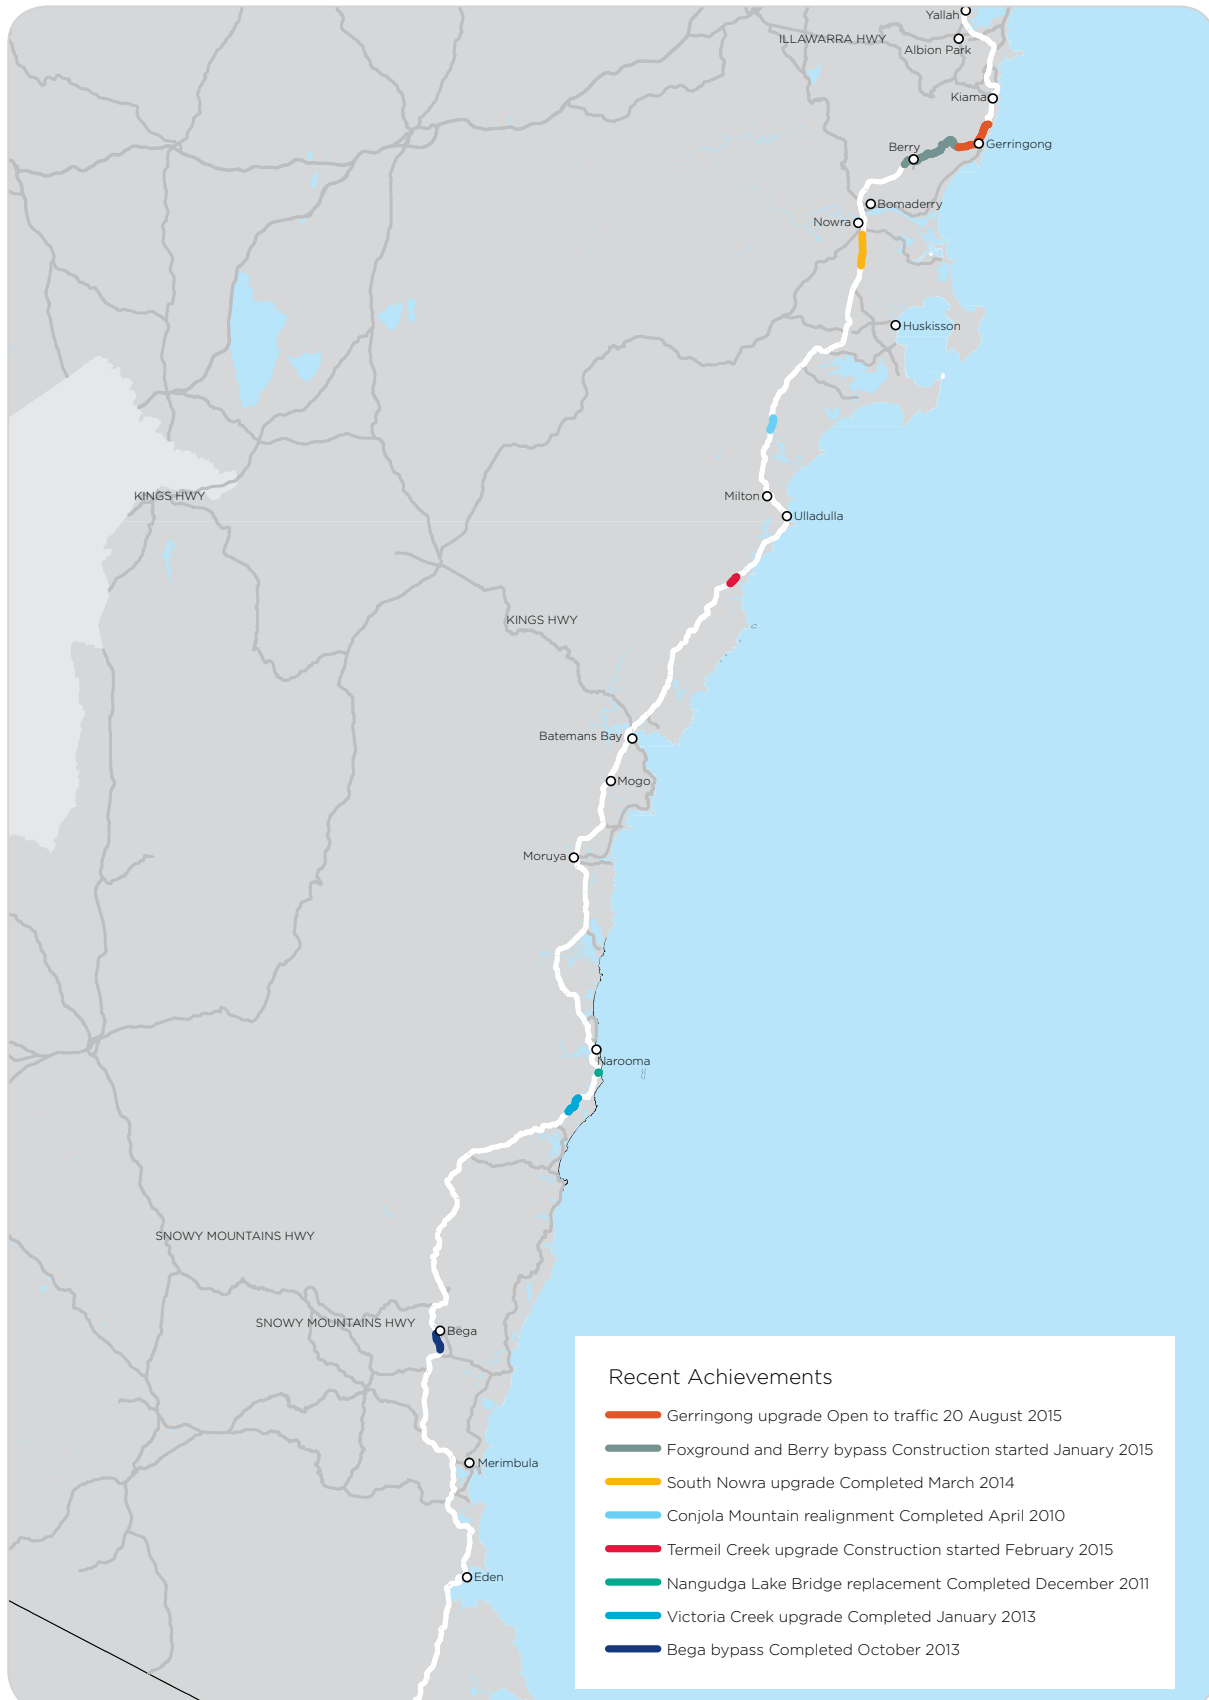 Yallah
ILLAWARRA HWY
Albion Park
Kiama
Gerringong
Berry
Bomaderry
Nowra
Huskisson
KINGS HWY
Milton
Ulladulla
KINGS HWY
Batemans Bay
Mogo
Moruya
Narooma
SNOWY MOUNTAINS HWY
SNOWY MOUNTAINS HWY
Bega
Merimbula
Eden
Recent Achievements
Gerringong upgrade Open to traffic 20 August 2015
Foxground and Berry bypass Construction started January 2015
South Nowra upgrade Completed March 2014
Conjola Mountain realignment Completed April 2010
Termeil Creek upgrade Construction started February 2015
Nangudga Lake Bridge replacement Completed December 2011
Victoria Creek upgrade Completed January 2013
Bega bypass Completed October 2013